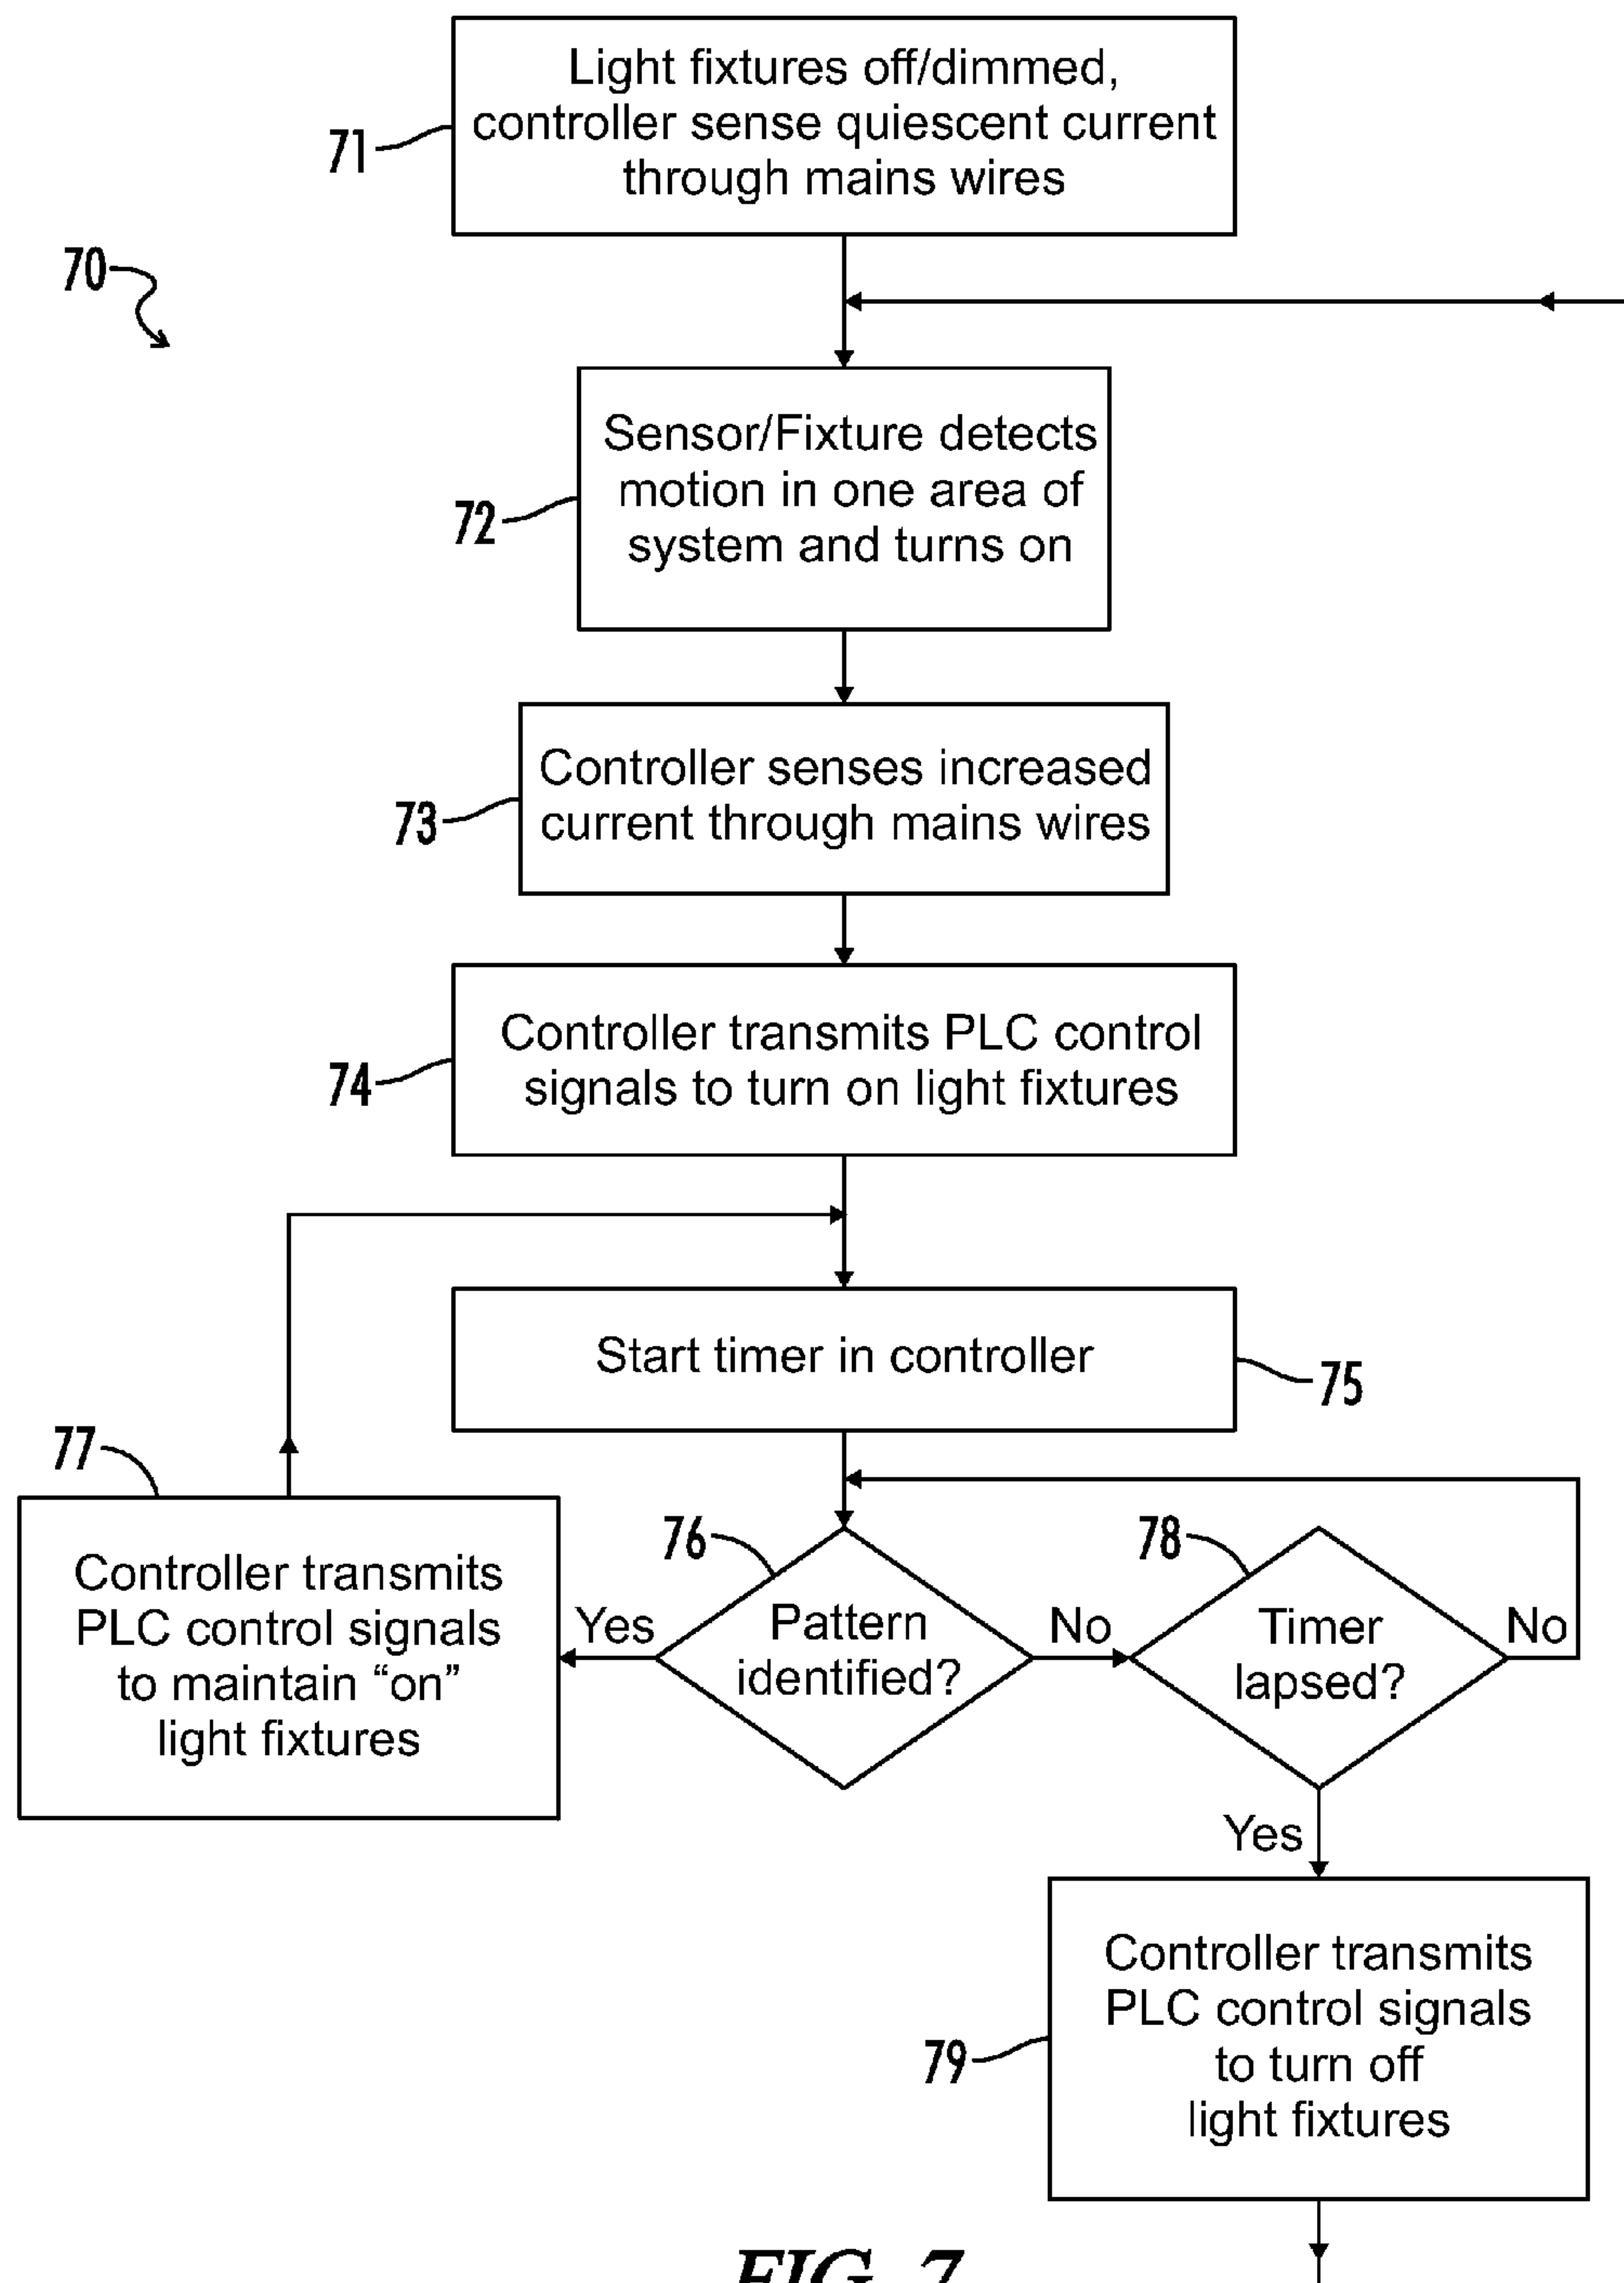 Light fixtures off/dimmed,
controller sense quiescent current
through mains wires
71
70
Sensor/Fixture detects
motion in one area of
system and turns on
72
Controller senses increased
current through mains wires
73
Controller transmits PLC control
signals to turn on light fixtures
74
Start timer in controller
75
77
Controller transmits
PLC control signals
to maintain “on”
light fixtures
76
Yes
Pattern
identified?
No
78
Timer
lapsed?
No
Yes
Controller transmits
PLC control signals
to turn off
light fixtures
79
FIG. 7